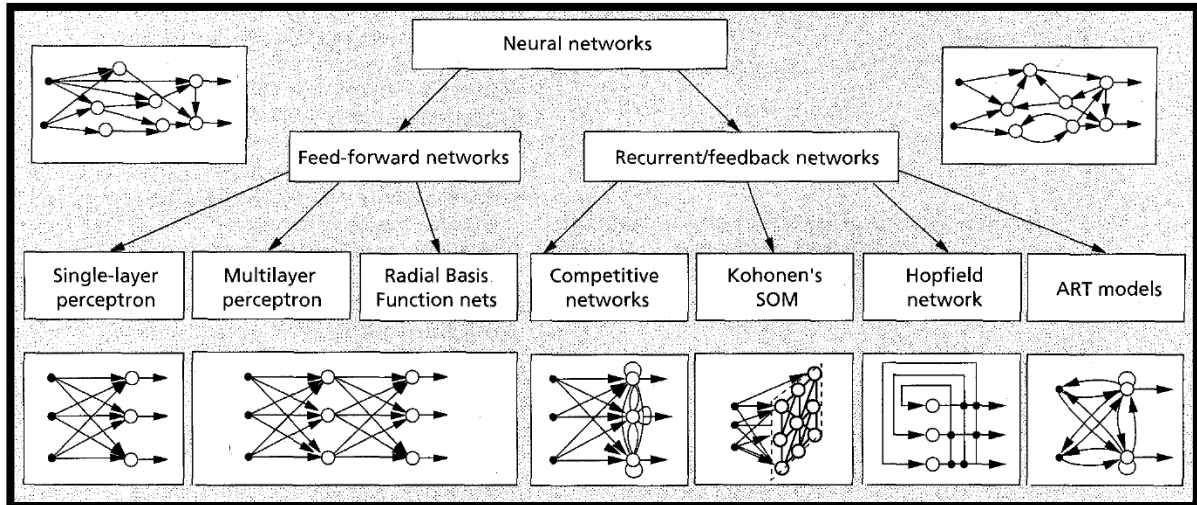 Neural networks
Feed-forward networks
Recurrent/feedback networks
Single-layer
perceptron
Multilayer
perceptron
Radial Basis
Function nets
Competitive
networks
Kohonen's
SOM
Hopfield
network
ART models